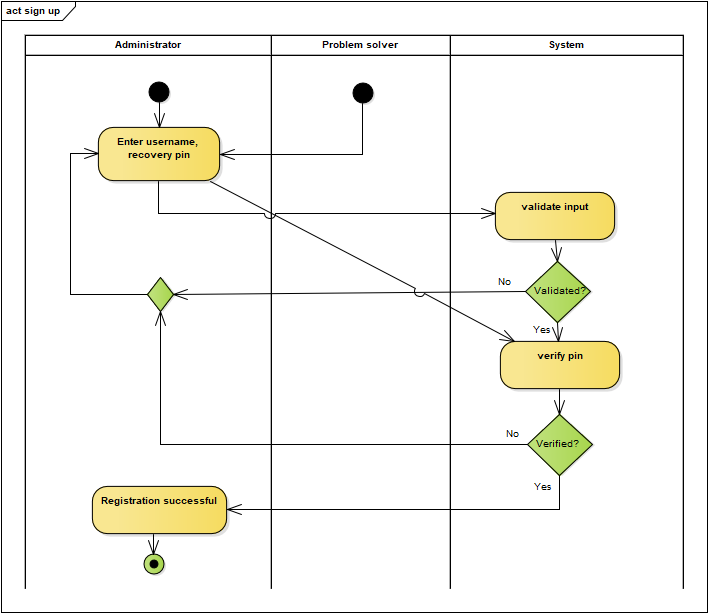 act sign up
Administrator
Problem solver
System
Enter username,
recovery pin
validate input
No
Validated?
Yes
verify pin
No
Verified?
Yes
Registration successful